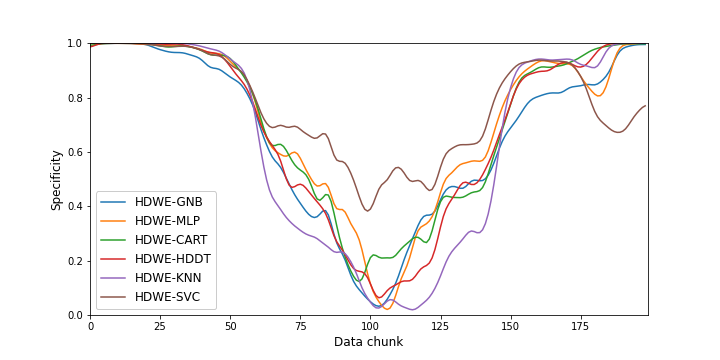 1.0
0.8
0.6
0.4
0.2
0.0
Specificity
HDWE-GNB
HDWE-MLP
HDWE-CART
HDWE-HDDT
HDWE-KNN
HDWE-SVC
0 25 50 75 100 125 150 175
Data chunk